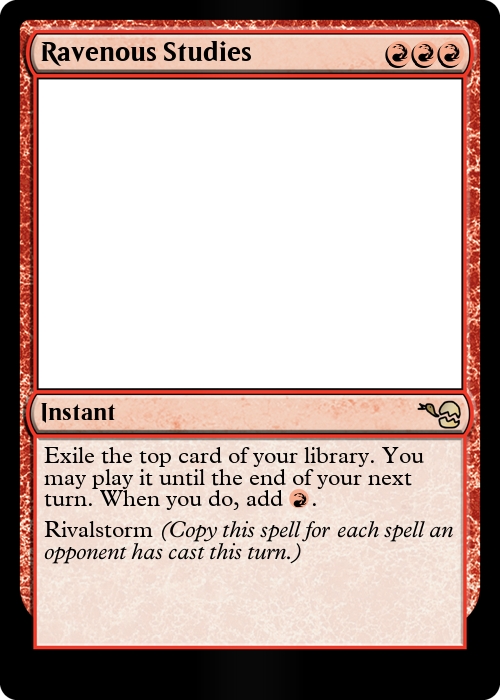 Ravenous Studies
Instant
Exile the top card of your library. You
may play it until the end of your next
turn. When you do, add .
Rivalstorm (Copy this spell for each spell an
opponent has cast this turn.)